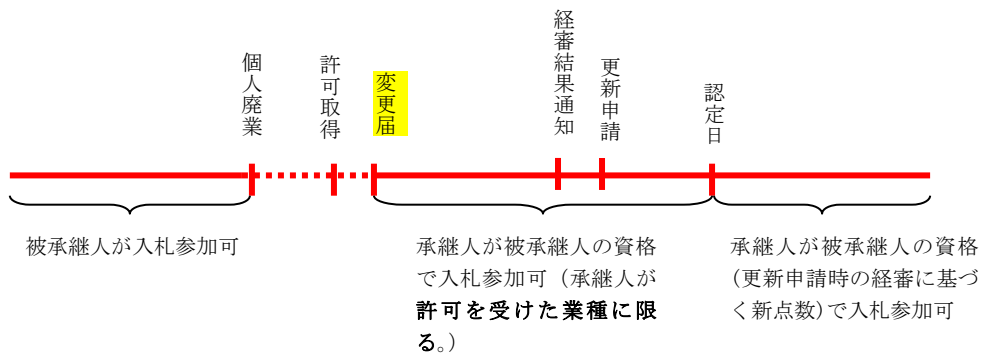 個人廃業
許可取得
変更届
経審結果通知
更新申請
認定日
被承継人が入札参加可
承継人が被承継人の資格
で入札参加可（承継人が
許可を受けた業種に限
る。）
承継人が被承継人の資格
（更新申請時の経審に基づ
く新点数）で入札参加可